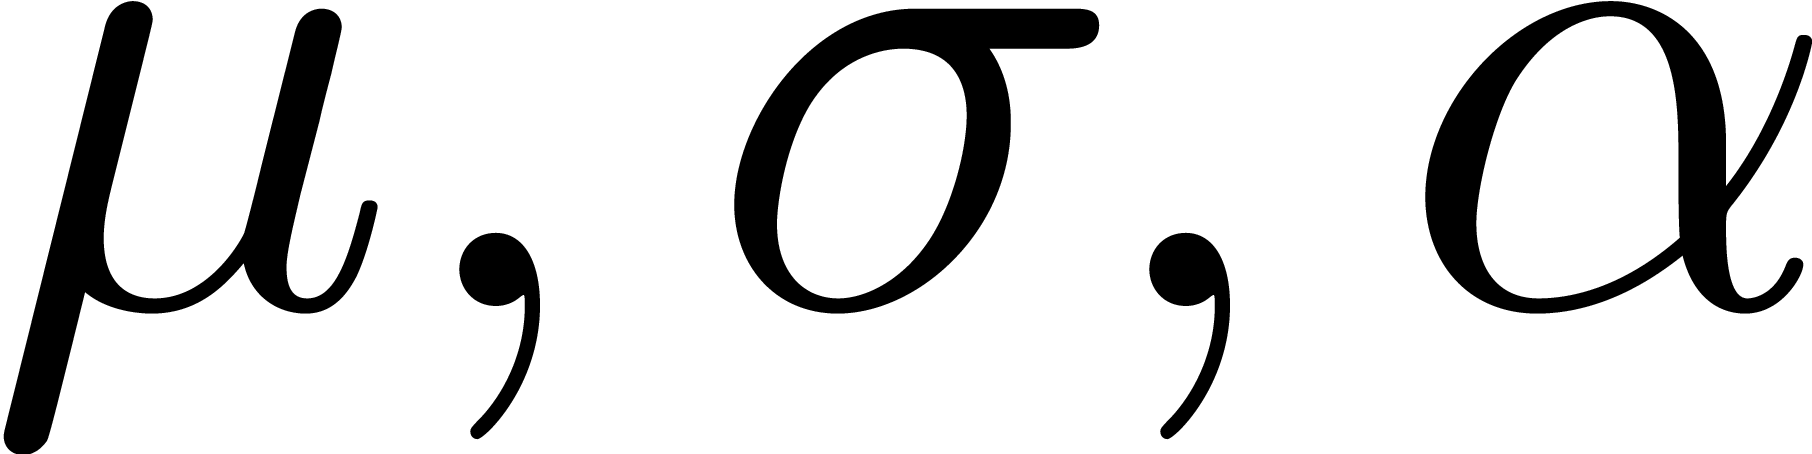 μ, σ, α